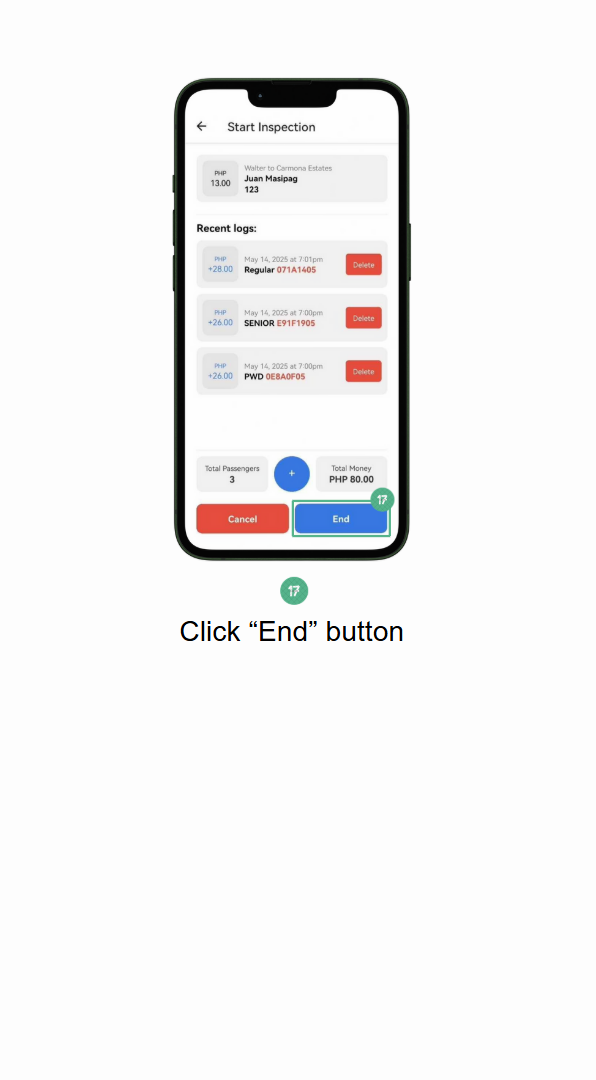 Start Inspection
PHP
13.00
Walter to Carmona Estates
Juan Masipag
123
Recent logs:
PHP
+28.00
May 14, 2025 at 7:01pm
Regular 071A1405
Delete
PHP
+26.00
May 14, 2025 at 7:00pm
SENIOR E91F1905
Delete
PHP
+26.00
May 14, 2025 at 7:00pm
PWD 0E8A0F05
Delete
Total Passengers
3
+
Total Money
PHP 80.00
17
Cancel
End
17
Click “End” button